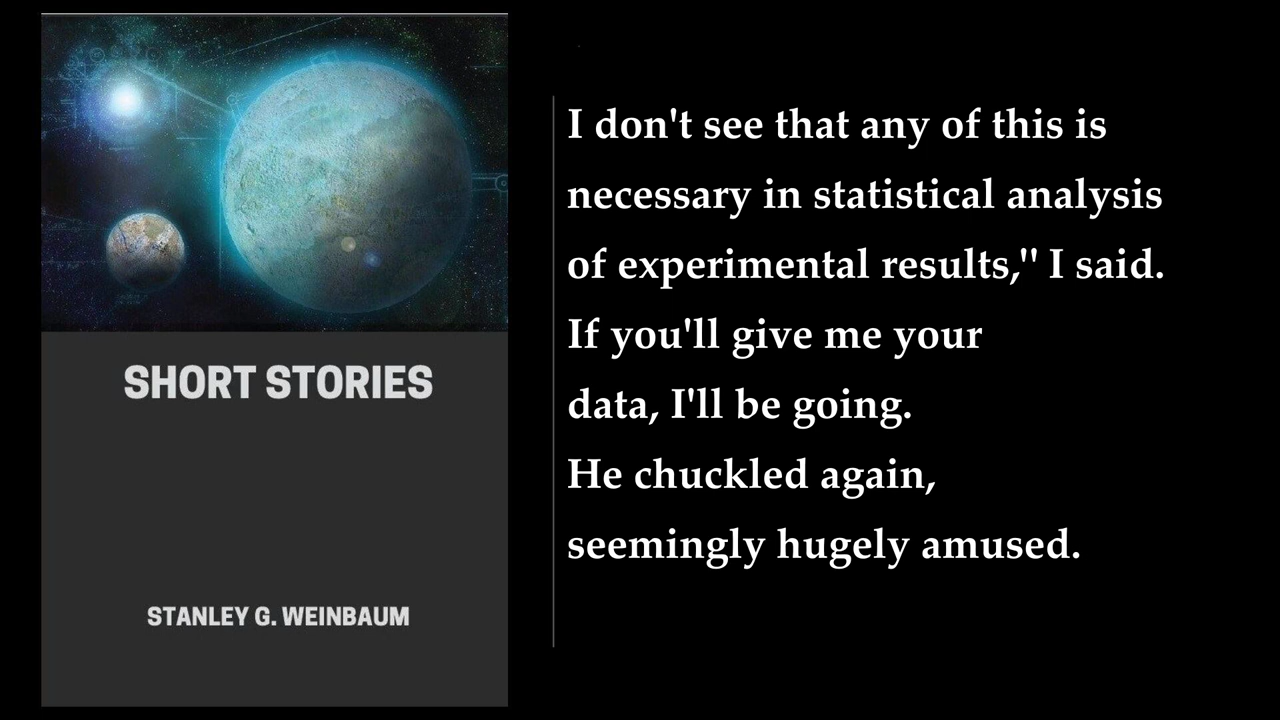 SHORT STORIES
STANLEY G. WEINBAUM
I don't see that any of this is
necessary in statistical analysis
of experimental results," I said.
If you'll give me your
data, I'll be going.
He chuckled again,
seemingly hugely amused.